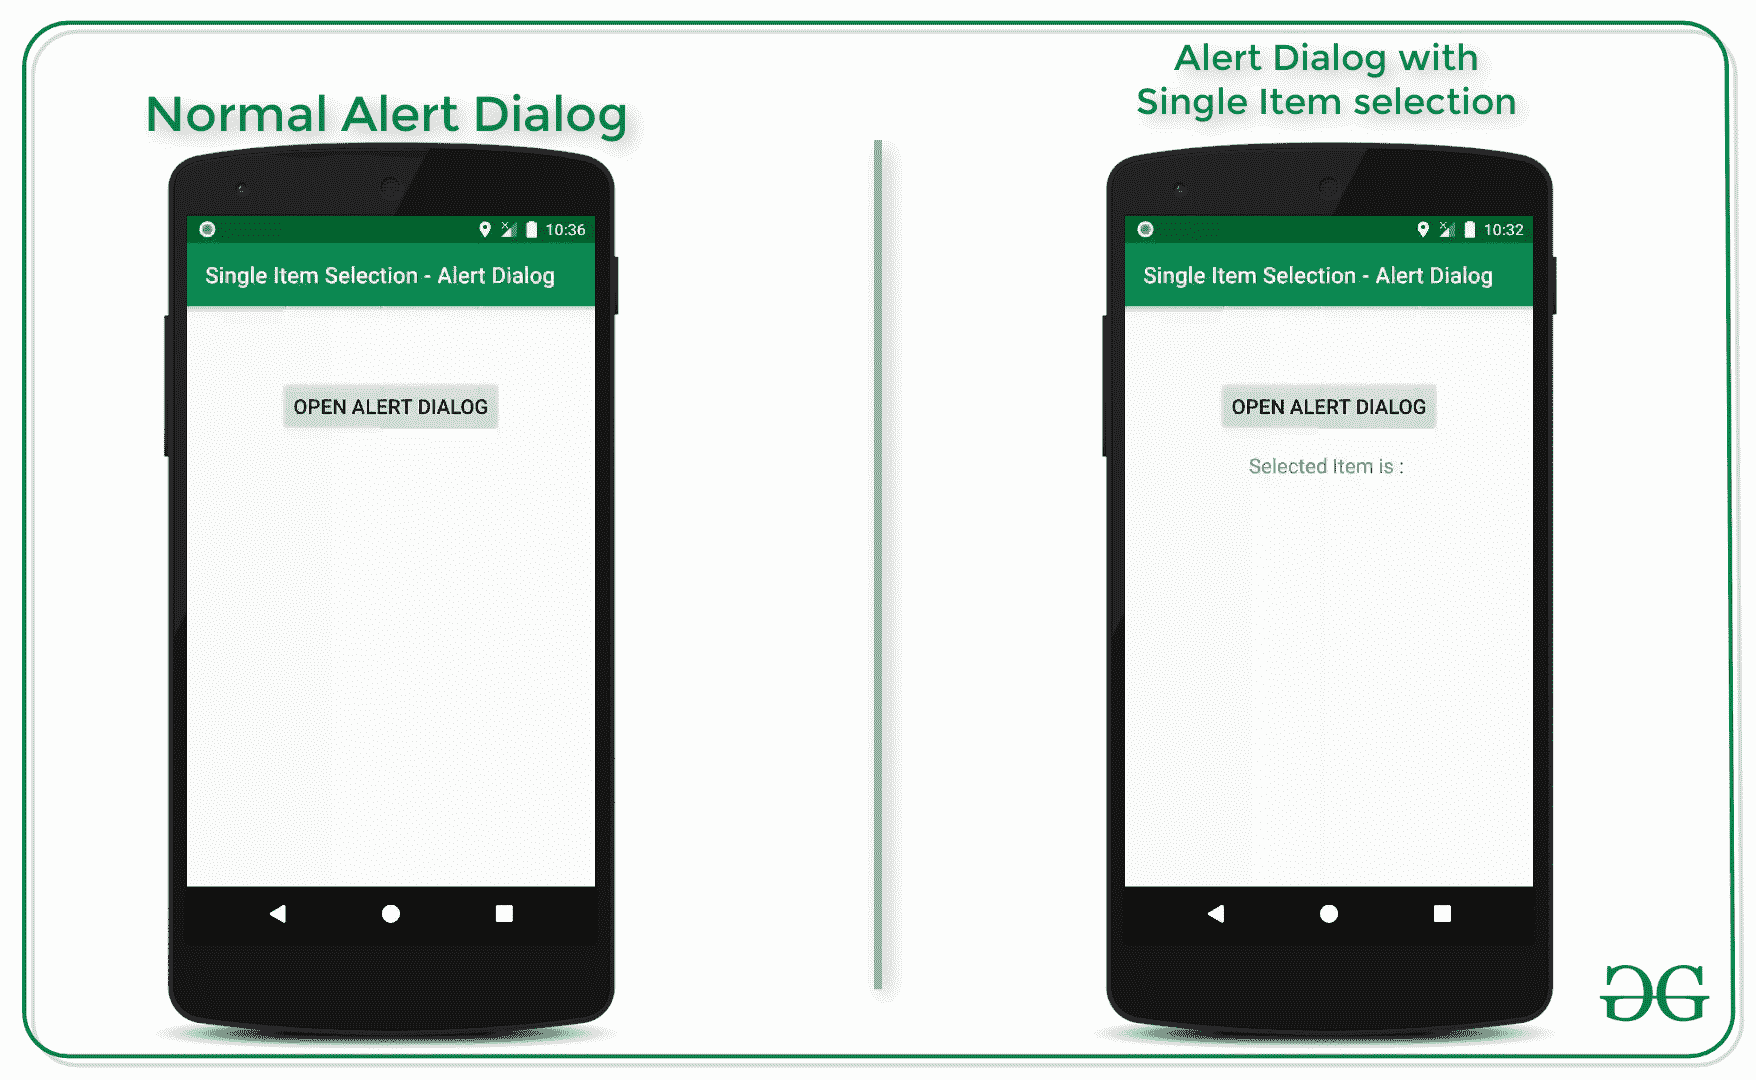 Normal Alert Dialog
10:36
Single Item Selection - Alert Dialog
OPEN ALERT DIALOG
Alert Dialog with
Single Item selection
10:32
Single Item Selection - Alert Dialog
OPEN ALERT DIALOG
Selected Item is :